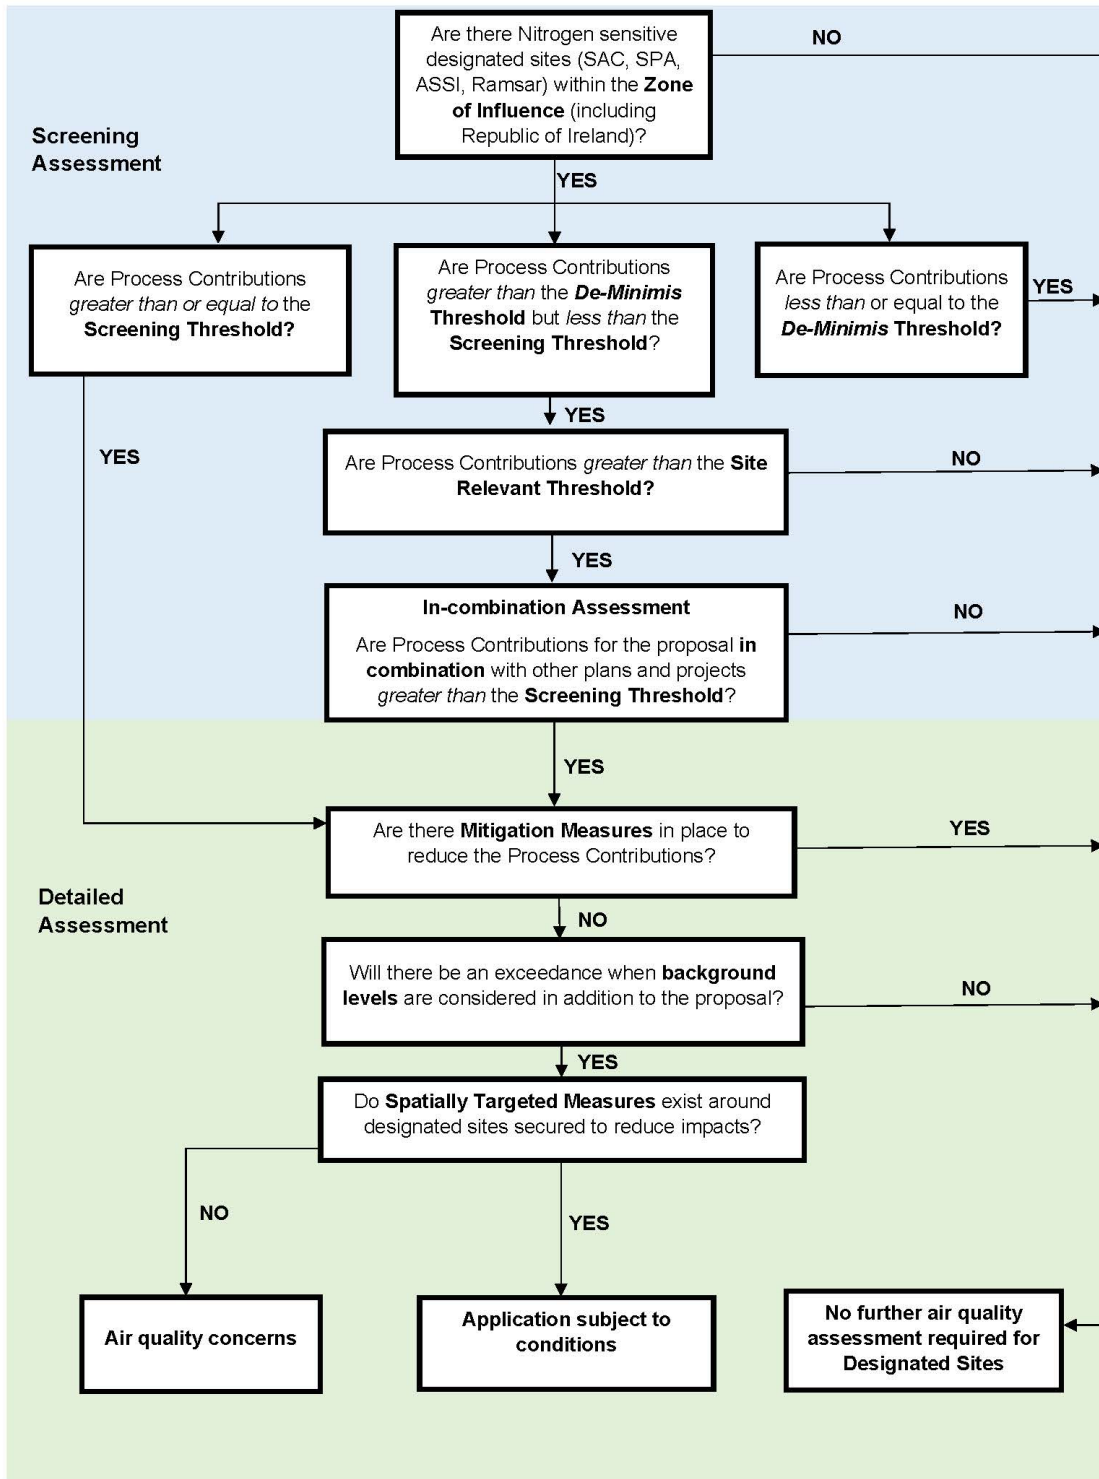 Are there Nitrogen sensitive
designated sites (SAC, SPA,
ASSI, Ramsar) within the Zone
of Influence (including
Republic of Ireland)?
NO
Screening
Assessment
YES
Are Process Contributions
greater than or equal to the
Screening Threshold?
Are Process Contributions
greater than the De-Minimis
Threshold but less than the
Screening Threshold?
Are Process Contributions
less than or equal to the
De-Minimis Threshold?
YES
YES
YES
Are Process Contributions greater than the Site
Relevant Threshold?
NO
YES
In-combination Assessment
Are Process Contributions for the proposal in
combination with other plans and projects
greater than the Screening Threshold?
NO
YES
Are there Mitigation Measures in place to
reduce the Process Contributions?
YES
Detailed
Assessment
NO
Will there be an exceedance when background
levels are considered in addition to the proposal?
NO
YES
Do Spatially Targeted Measures exist around
designated sites secured to reduce impacts?
NO
YES
Air quality concerns
Application subject to
conditions
No further air quality
assessment required for
Designated Sites